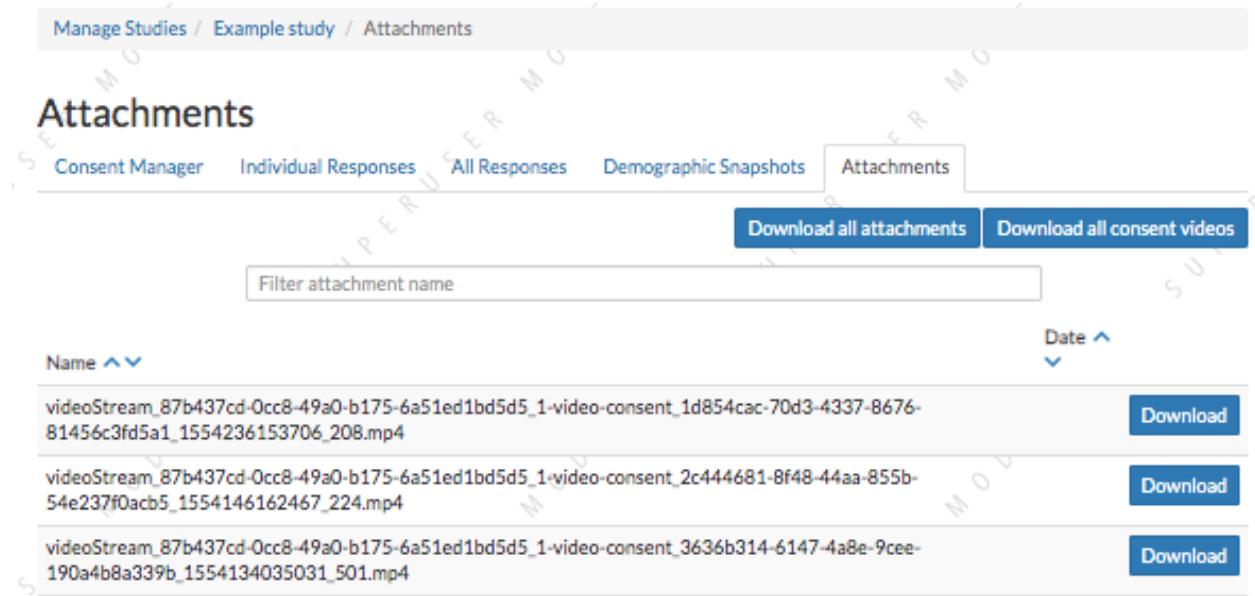 Manage Studies / Example study / Attachments
Attachments
Consent Manager Individual Responses All Responses Demographic Snapshots Attachments
Download all attachments Download all consent videos
Filter attachment name
Name Date
videoStream_87b437cd-0cc8-49a0-b175-6a51ed1bd5d5_1-video-consent_1d854cac-70d3-4337-8676-
81456c3fd5a1_1554236153706_208.mp4
Download
videoStream_87b437cd-0cc8-49a0-b175-6a51ed1bd5d5_1-video-consent_2c444681-8f48-44aa-855b-
54e237f0acb5_1554146162467_224.mp4
Download
videoStream_87b437cd-0cc8-49a0-b175-6a51ed1bd5d5_1-video-consent_3636b314-6147-4a8e-9cee-
190a4b8a339b_1554134035031_501.mp4
Download